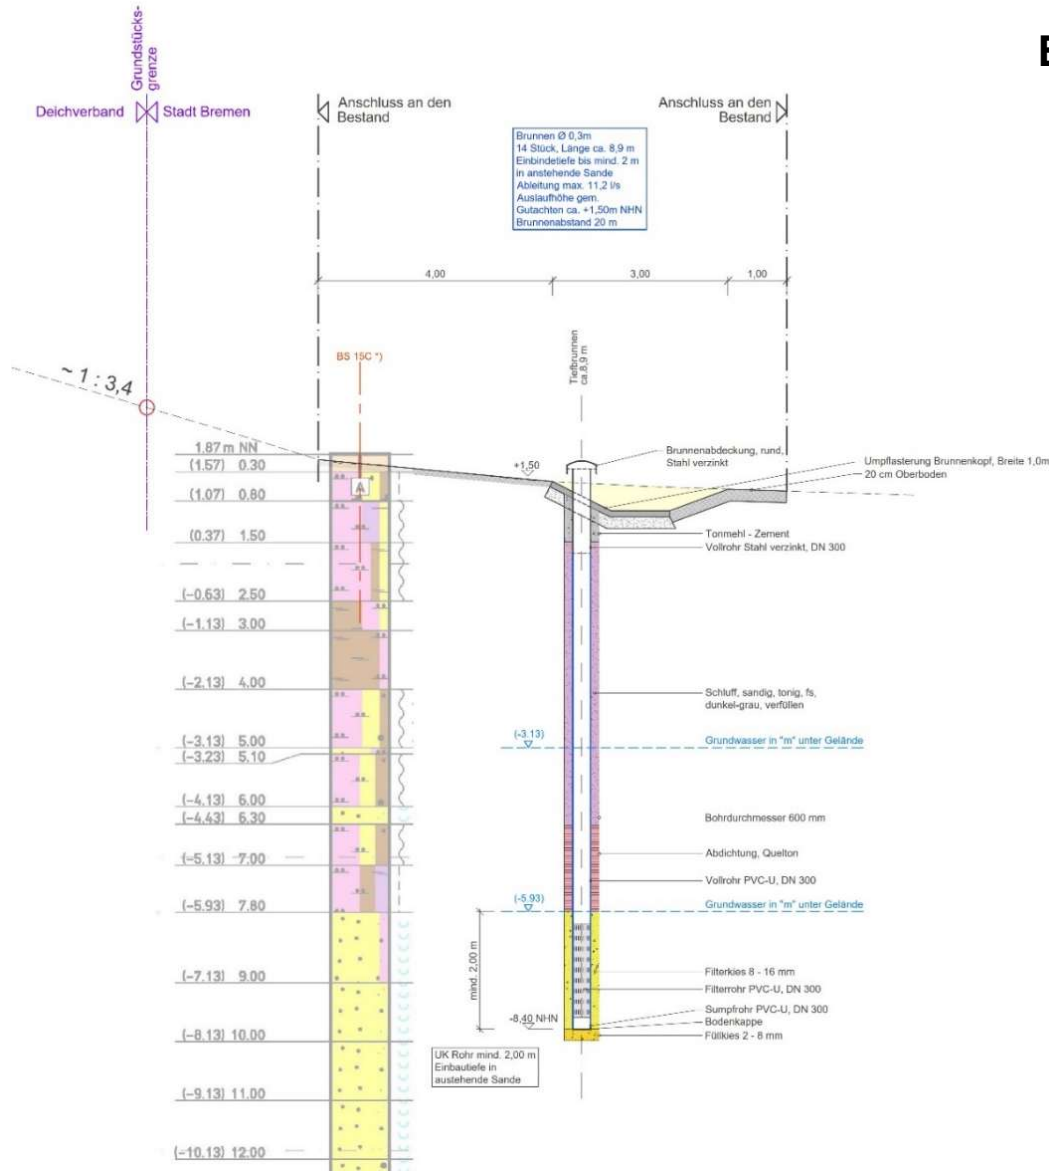 E
Grundstücks-
grenze
Deichverband
Stadt Bremen
Anschluss an den
Bestand
Anschluss an den
Bestand
Brunnen Ø 0,3m
14 Stück, Länge ca. 8,9 m
Einbindetiefe bis mind. 2 m
in anstehende Sande
Ableitung max. 11,2 l/s
Auslaufhöhe gem.
Gutachten ca. +1,50m NHN
Brunnenabstand 20 m
4,00
3,00
1,00
BS 15C *)
Tiefbrunnen
ca.8,9 m
~ 1 : 3,4
1.87 m NN
(1.57) 0.30
(1.07) 0.80
(0.37) 1.50
(-0.63) 2.50
(-1.13) 3.00
(-2.13) 4.00
(-3.13) 5.00
(-3.23) 5.10
(-4.13) 6.00
(-4.43) 6.30
(-5.13) 7.00
(-5.93) 7.80
(-7.13) 9.00
(-8.13) 10.00
(-9.13) 11.00
(-10.13) 12.00
A
+1,50
Brunnenabdeckung, rund,
Stahl verzinkt
Umpflasterung Brunnenkopf, Breite 1,0m
20 cm Oberboden
Tonmehl - Zement
Vollrohr Stahl verzinkt, DN 300
Schluff, sandig, tonig, fs,
dunkel-grau, verfüllen
(-3.13)
Grundwasser in "m" unter Gelände
Bohrdurchmesser 600 mm
Abdichtung, Quelton
Vollrohr PVC-U, DN 300
(-5.93)
Grundwasser in "m" unter Gelände
mind. 2,00 m
Filterkies 8 - 16 mm
Filterrohr PVC-U, DN 300
Sumpfrohr PVC-U, DN 300
Bodenkappe
Füllkies 2 - 8 mm
-8,40 NHN
UK Rohr mind. 2,00 m
Einbautiefe in
austehende Sande